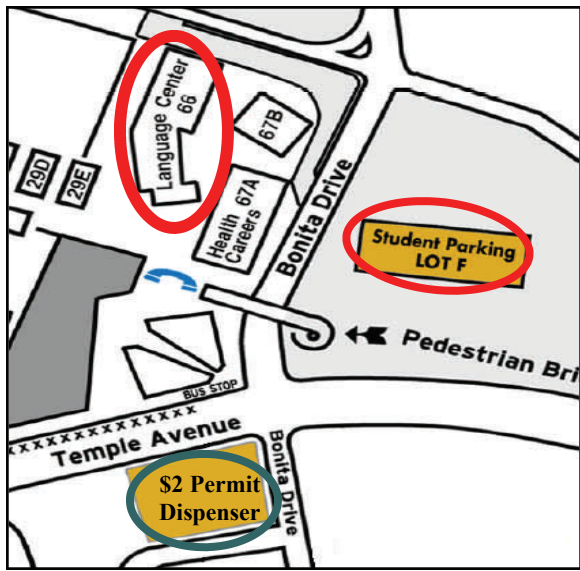 Language Center
66
67B
29D
29E
Health 67A
Careers
Bonita Drive
Student Parking
LOT F
Pedestrian Bri
BUS STOP
xxxxxxxxxxxxxxx
Temple Avenue
Bonita Drive
$2 Permit
Dispenser